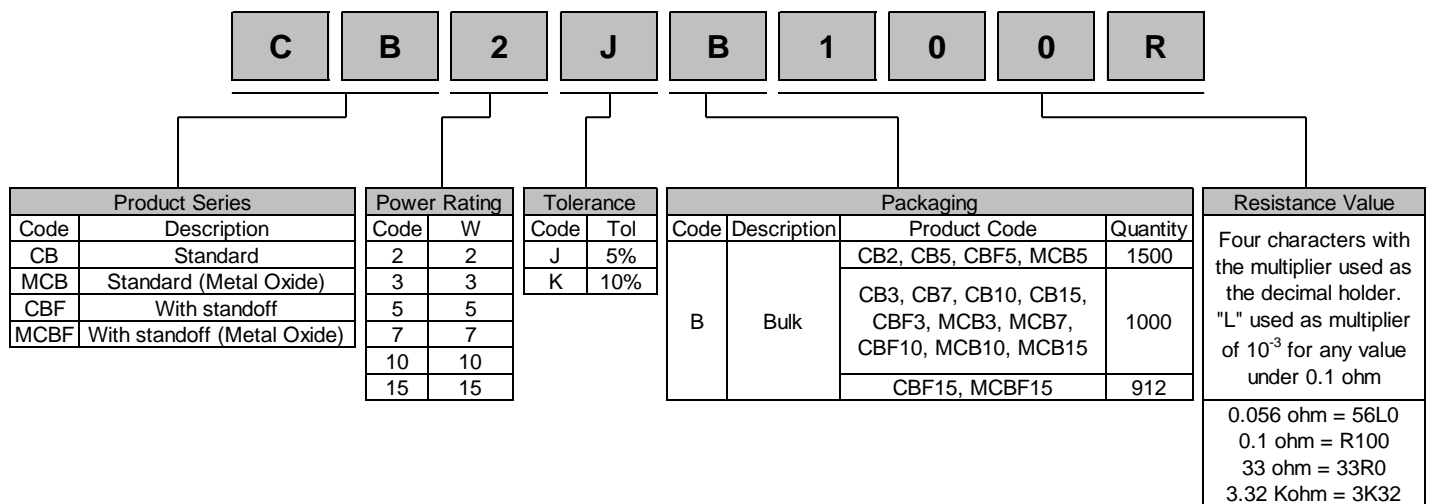 C B 2 J B 1 0 0 R
Product Series
Code Description
CB Standard
MCB Standard (Metal Oxide)
CBF With standoff
MCBF With standoff (Metal Oxide)
Power Rating
Code W
2 2
3 3
5 5
7 7
10 10
15 15
Tolerance
Code Tol
J 5%
K 10%
Packaging
Code Description Product Code Quantity
B Bulk
CB2, CB5, CBF5, MCB5 1500
CB3, CB7, CB10, CB15,
CBF3, MCB3, MCB7,
CBF10, MCB10, MCB15
1000
CBF15, MCBF15 912
Resistance Value
Four characters with
the multiplier used as
the decimal holder.
"L" used as multiplier
of 10⁻³ for any value
under 0.1 ohm
0.056 ohm = 56L0
0.1 ohm = R100
33 ohm = 33R0
3.32 Kohm = 3K32